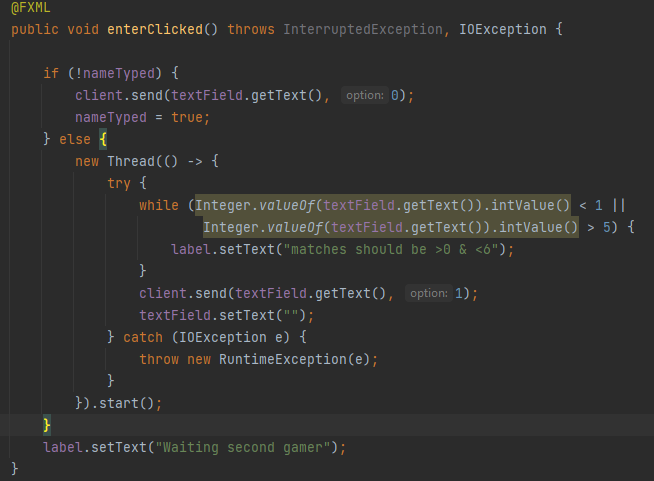 @FXML
public void enterClicked() throws InterruptedException, IOException {
if (!nameTyped) {
client.send(textField.getText(), option: 0);
nameTyped = true;
} else {
new Thread(() -> {
try {
while (Integer.valueOf(textField.getText()).intValue() < 1 ||
Integer.valueOf(textField.getText()).intValue() > 5) {
label.setText("matches should be >0 & <6");
}
client.send(textField.getText(), option: 1);
textField.setText("");
} catch (IOException e) {
throw new RuntimeException(e);
}
}).start();
}
label.setText("Waiting second gamer");
}